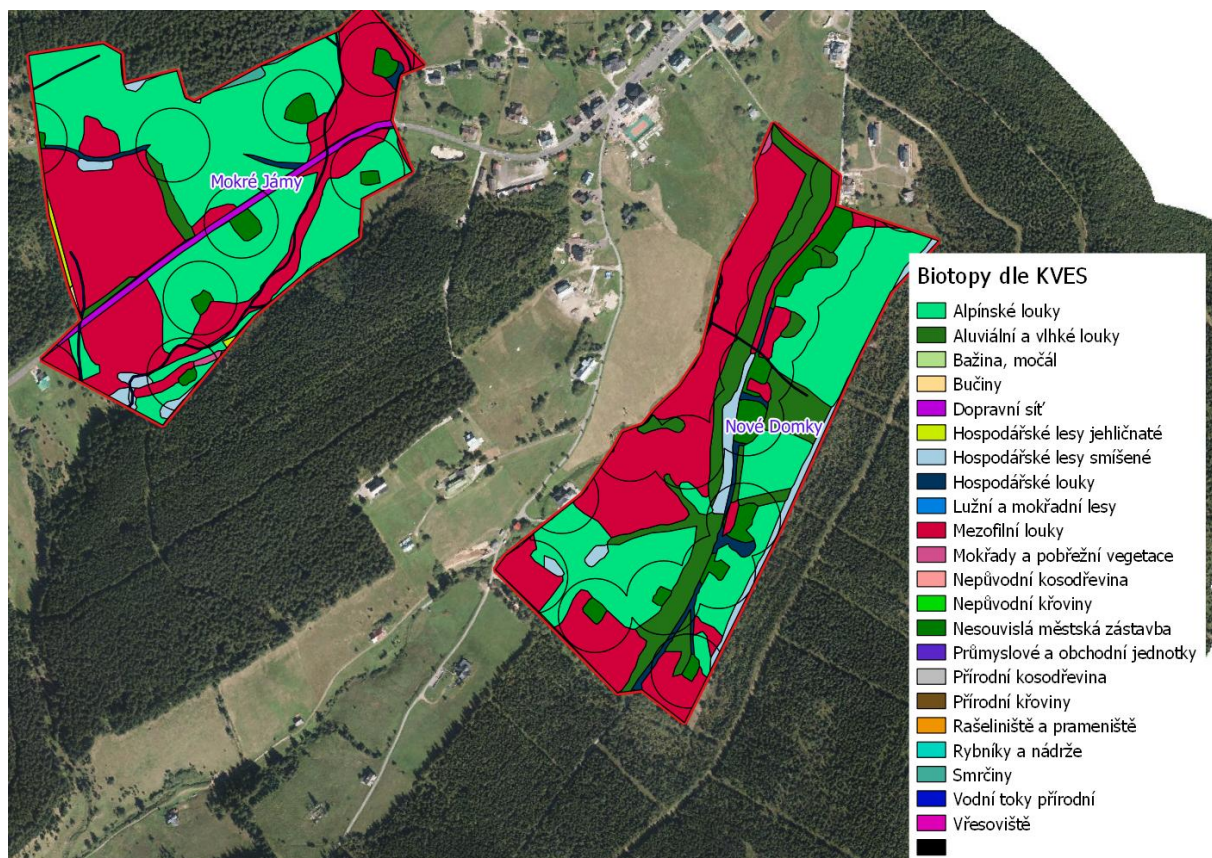 Mokré Jámy
Nové Domky
Biotopy dle KVES
Alpínské louky
Aluviální a vlhké louky
Bažina, močál
Bučiny
Dopravní síť
Hospodářské lesy jehličnaté
Hospodářské lesy smíšené
Hospodářské louky
Lužní a mokřadní lesy
Mezofilní louky
Mokřady a pobřežní vegetace
Nepůvodní kosodřevina
Nepůvodní křoviny
Nesouvislá městská zástavba
Průmyslové a obchodní jednotky
Přírodní kosodřevina
Přírodní křoviny
Rašeliniště a prameniště
Rybníky a nádrže
Smrčiny
Vodní toky přírodní
Vřesoviště